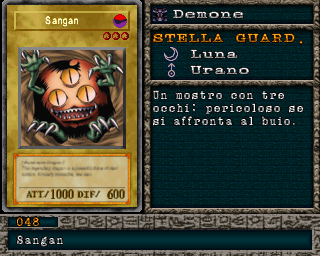 Sangan
ATT/1000 DIF/ 600
Demone
STELLA GUARD.
Luna
Urano
Un mostro con tre
occhi: pericoloso se
si affronta al buio.
048
Sangan